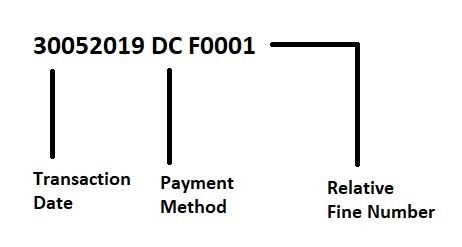 30052019 DC F0001
Transaction
Date
Payment
Method
Relative
Fine Number